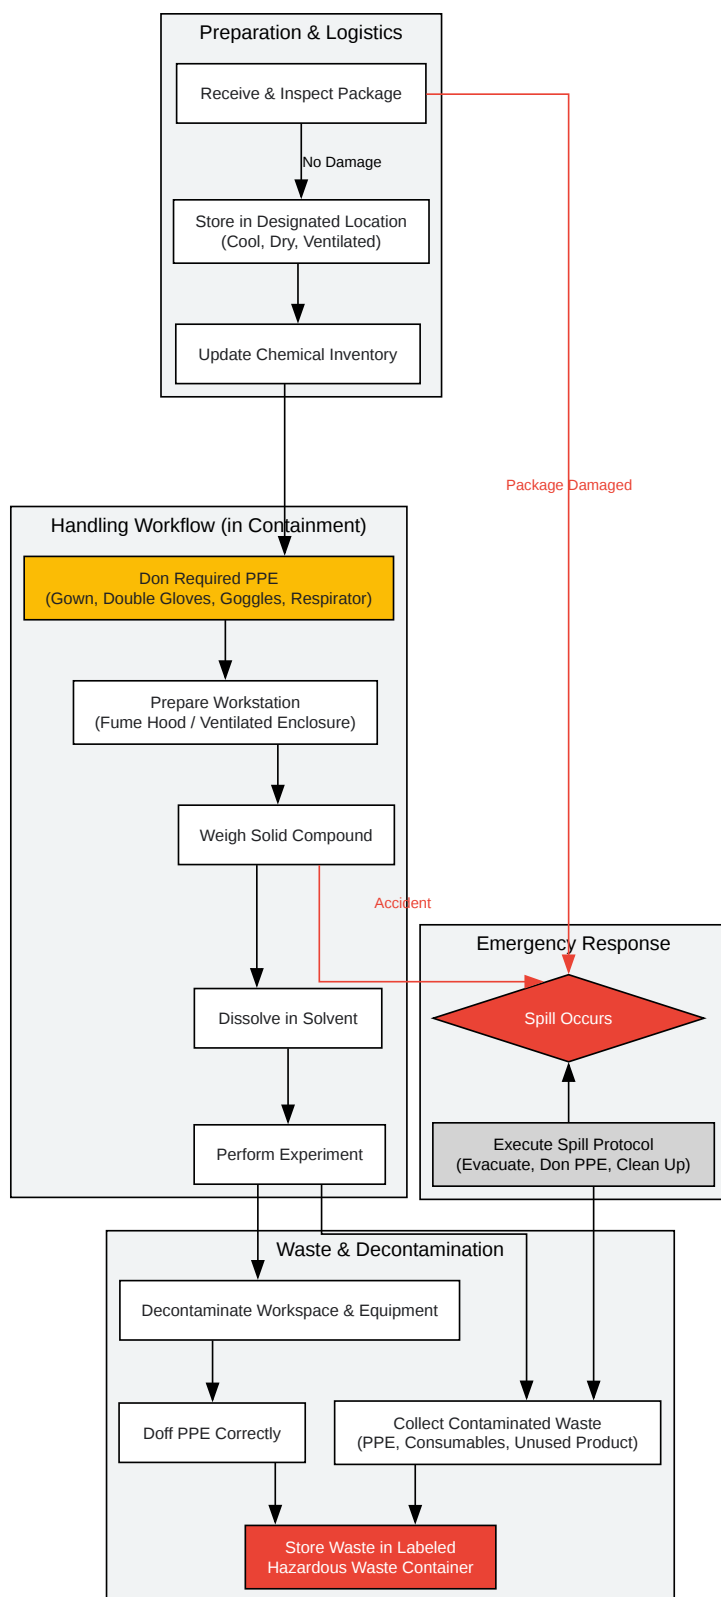 Preparation & Logistics
Receive & Inspect Package
No Damage
Store in Designated Location
(Cool, Dry, Ventilated)
Update Chemical Inventory
Package Damaged
Handling Workflow (in Containment)
Don Required PPE
(Gown, Double Gloves, Goggles, Respirator)
Prepare Workstation
(Fume Hood / Ventilated Enclosure)
Weigh Solid Compound
Accident
Emergency Response
Spill Occurs
Dissolve in Solvent
Perform Experiment
Execute Spill Protocol
(Evacuate, Don PPE, Clean Up)
Waste & Decontamination
Decontaminate Workspace & Equipment
Doff PPE Correctly
Collect Contaminated Waste
(PPE, Consumables, Unused Product)
Store Waste in Labeled
Hazardous Waste Container